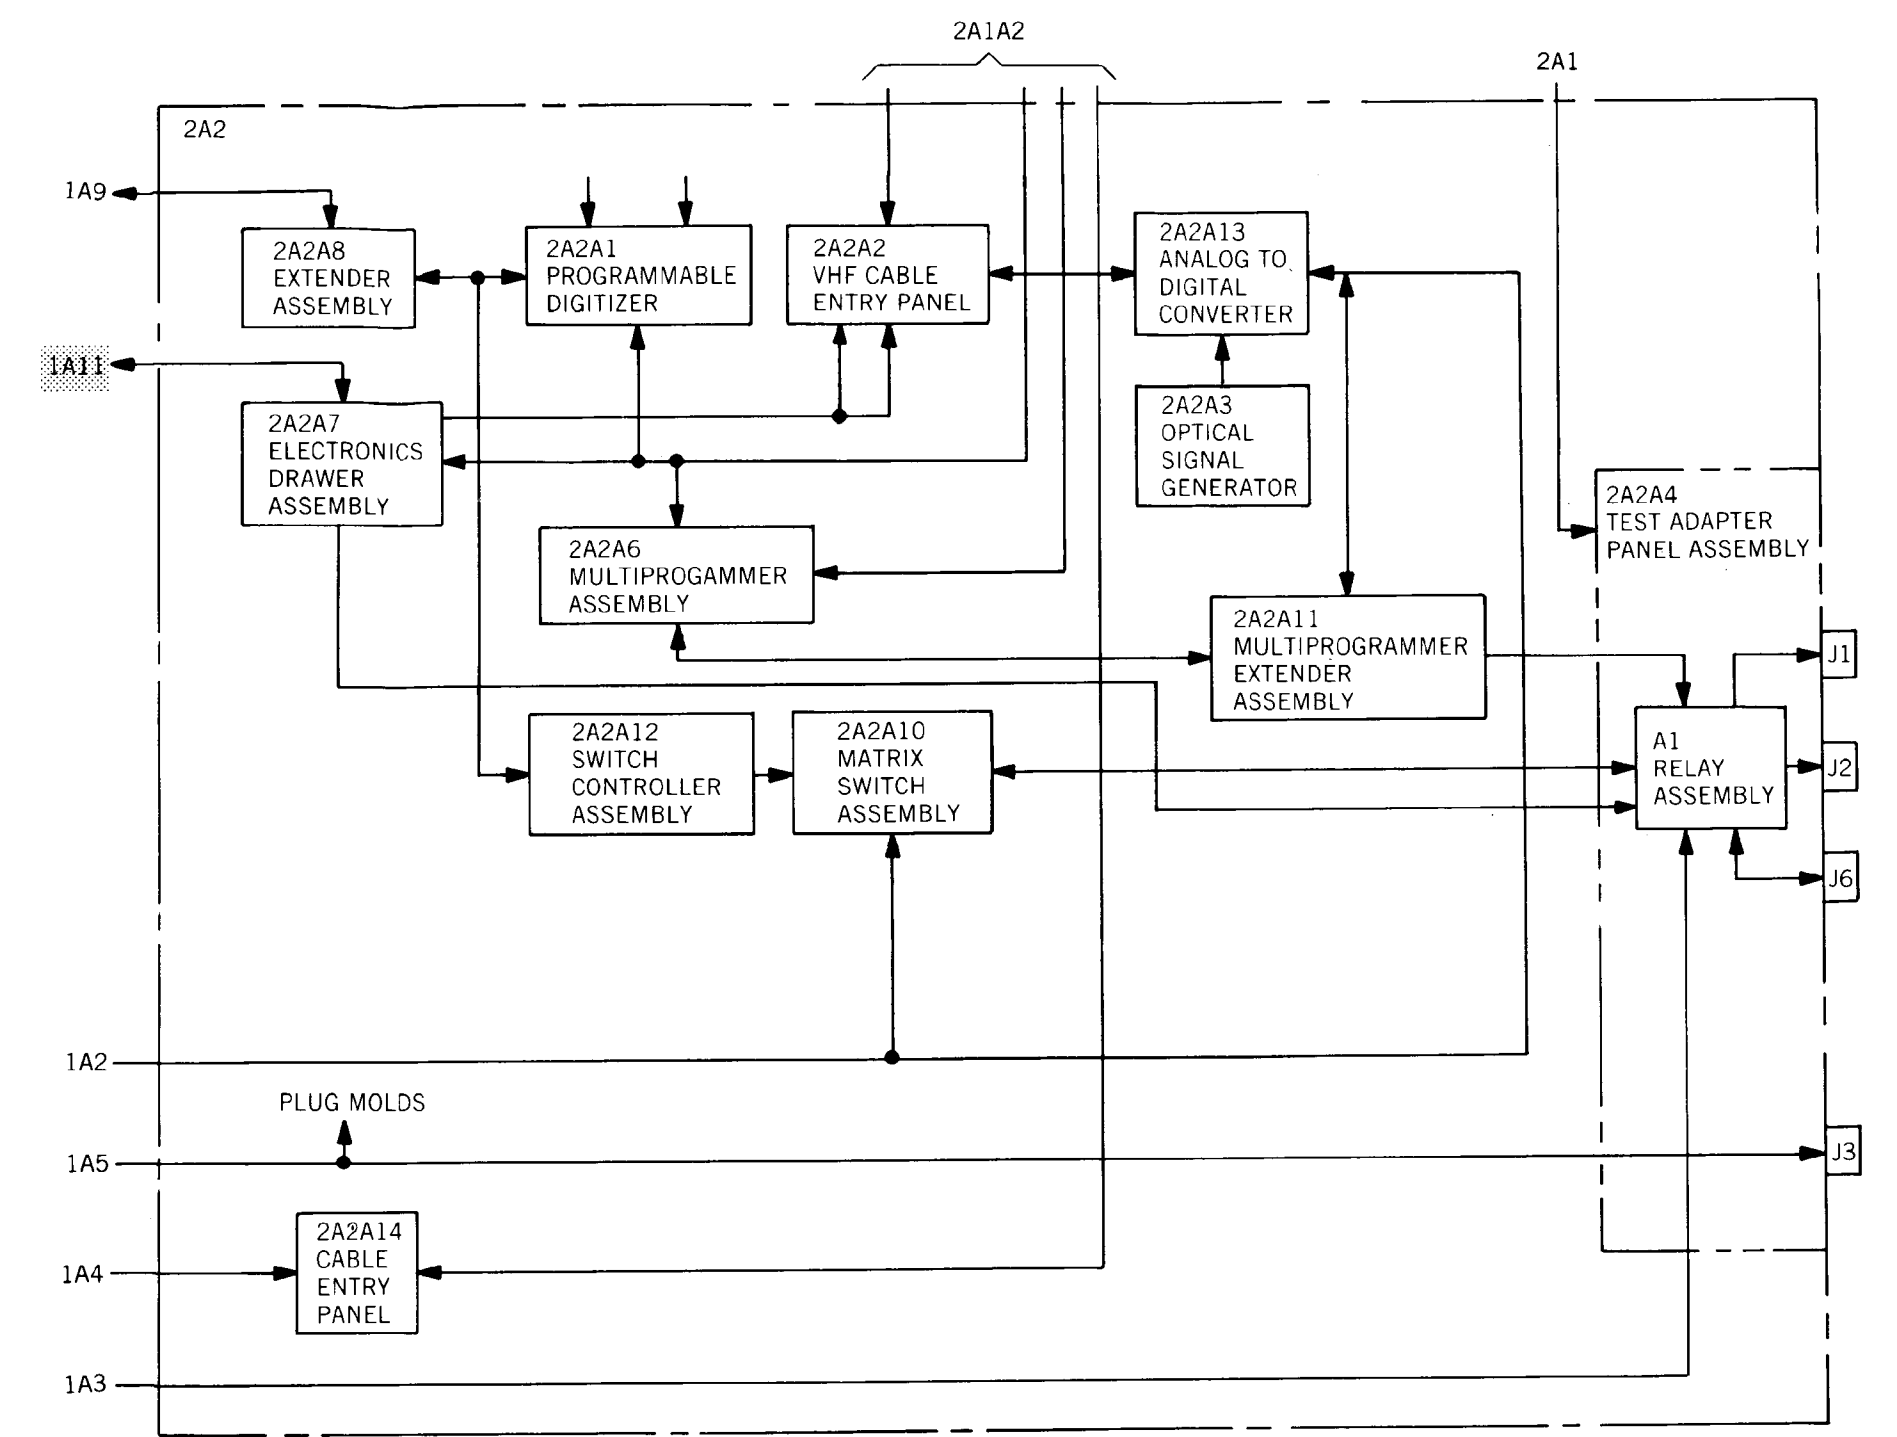 2A1A2
2A1
2A2
1A9
2A2A8
EXTENDER
ASSEMBLY
2A2A1
PROGRAMMABLE
DIGITIZER
2A2A2
VHF CABLE
ENTRY PANEL
2A2A13
ANALOG TO
DIGITAL
CONVERTER
1A11
2A2A7
ELECTRONICS
DRAWER
ASSEMBLY
2A2A3
OPTICAL
SIGNAL
GENERATOR
2A2A4
TEST ADAPTER
PANEL ASSEMBLY
2A2A6
MULTIPROGAMMER
ASSEMBLY
2A2A11
MULTIPROGRAMMER
EXTENDER
ASSEMBLY
J1
2A2A12
SWITCH
CONTROLLER
ASSEMBLY
2A2A10
MATRIX
SWITCH
ASSEMBLY
A1
RELAY
ASSEMBLY
J2
J6
1A2
PLUG MOLDS
1A5
J3
2A2A14
CABLE
ENTRY
PANEL
1A4
1A3